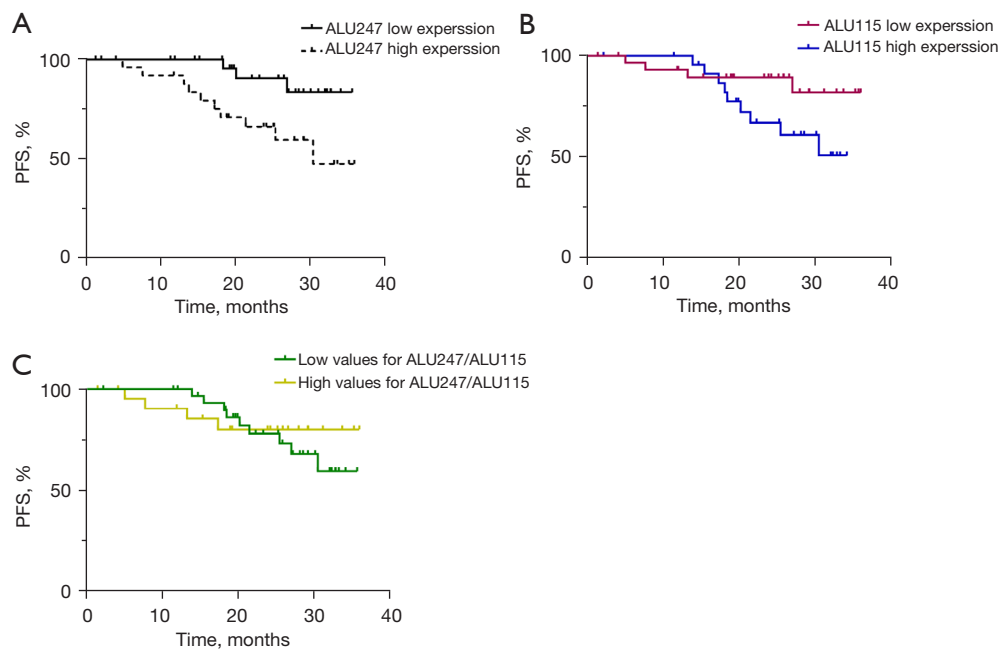 A
ALU247 low experssion
ALU247 high experssion
100
50
0
PFS, %
0 10 20 30 40
Time, months
B
ALU115 low experssion
ALU115 high experssion
100
50
0
PFS, %
0 10 20 30 40
Time, months
C
Low values for ALU247/ALU115
High values for ALU247/ALU115
100
50
0
PFS, %
0 10 20 30 40
Time, months